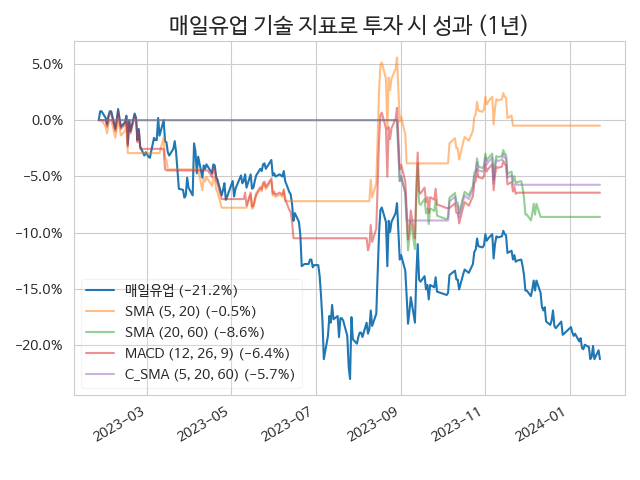 매일유업 기술 지표로 투자 시 성과 (1년)
5.0%
0.0%
−5.0%
−10.0%
−15.0%
−20.0%
매일유업 (−21.2%)
SMA (5, 20) (−0.5%)
SMA (20, 60) (−8.6%)
MACD (12, 26, 9) (−6.4%)
C_SMA (5, 20, 60) (−5.7%)
2023−03
2023−05
2023−07
2023−09
2023−11
2024−01